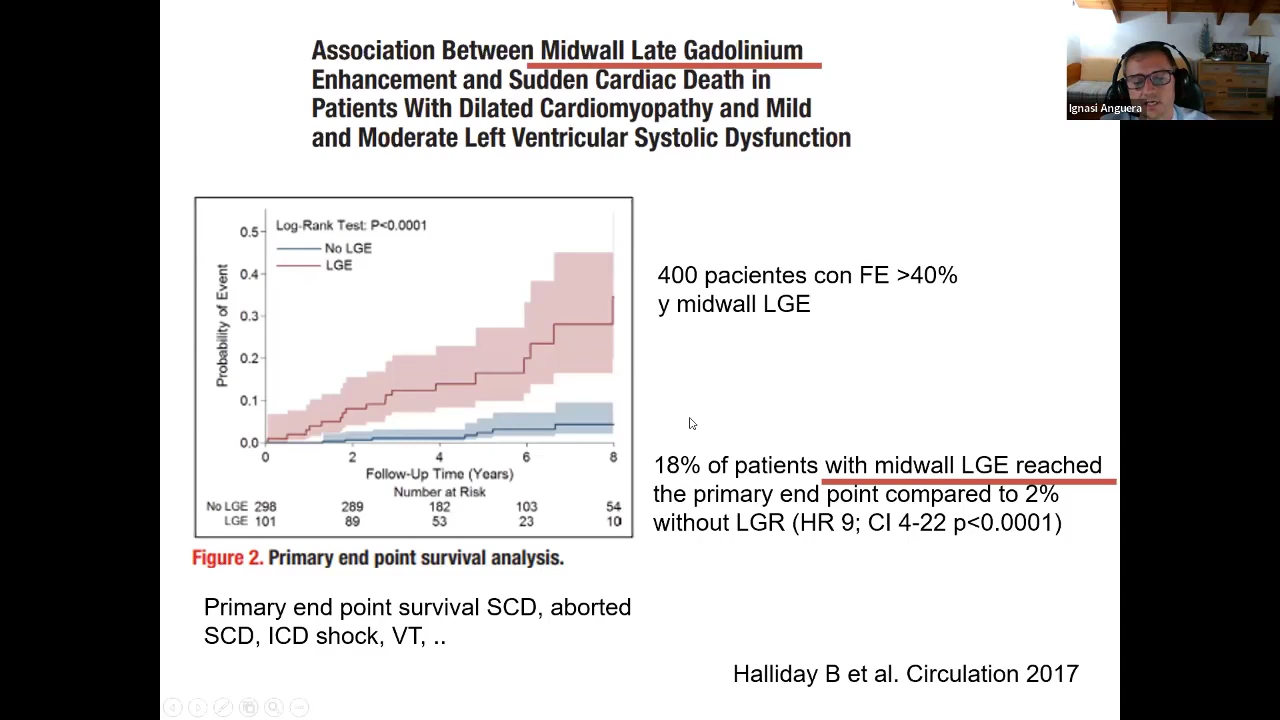 Association Between Midwall Late Gadolinium
Enhancement and Sudden Cardiac Death in
Patients With Dilated Cardiomyopathy and Mild
and Moderate Left Ventricular Systolic Dysfunction
Ignasi Anguera
Log-Rank Test: P<0.0001
No LGE
LGE
Probability of Event
0.5
0.4
0.3
0.2
0.1
0.0
0 2 4 6 8
Follow-Up Time (Years)
Number at Risk
No LGE 298 289 182 103 54
LGE 101 89 53 23 10
Figure 2. Primary end point survival analysis.
400 pacientes con FE >40%
y midwall LGE
18% of patients with midwall LGE reached
the primary end point compared to 2%
without LGR (HR 9; CI 4-22 p<0.0001)
Primary end point survival SCD, aborted
SCD, ICD shock, VT, ..
Halliday B et al. Circulation 2017